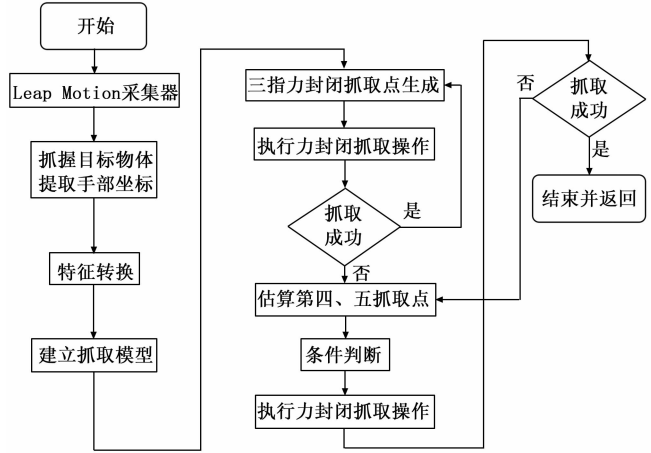 开始
Leap Motion采集器
抓握目标物体
提取手部坐标
特征转换
建立抓取模型
三指力封闭抓取点生成
执行力封闭抓取操作
抓取
成功
是
否
估算第四、五抓取点
条件判断
执行力封闭抓取操作
抓取
成功
否
是
结束并返回